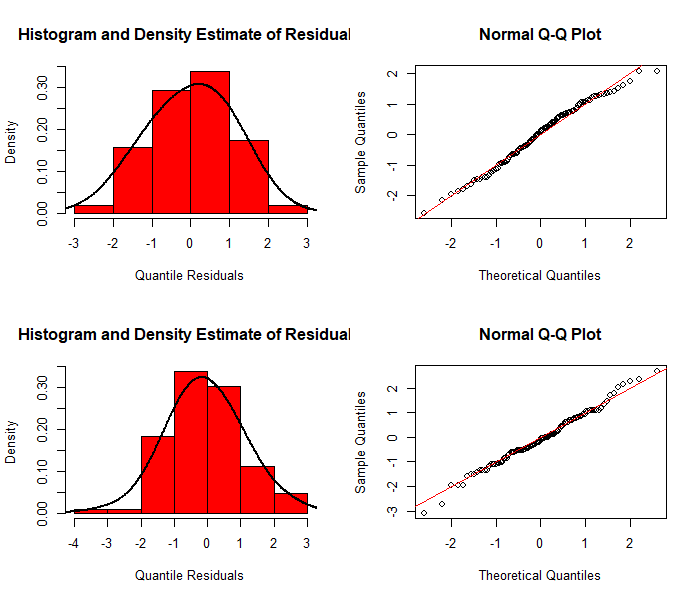 Histogram and Density Estimate of Residual
Density
0.00 0.10 0.20 0.30
-3 -2 -1 0 1 2 3
Quantile Residuals
Normal Q-Q Plot
Sample Quantiles
-2 -1 0 1 2
-2 -1 0 1 2
Theoretical Quantiles
Histogram and Density Estimate of Residual
Density
0.00 0.10 0.20 0.30
-4 -3 -2 -1 0 1 2 3
Quantile Residuals
Normal Q-Q Plot
Sample Quantiles
-3 -2 -1 0 1 2
-2 -1 0 1 2
Theoretical Quantiles